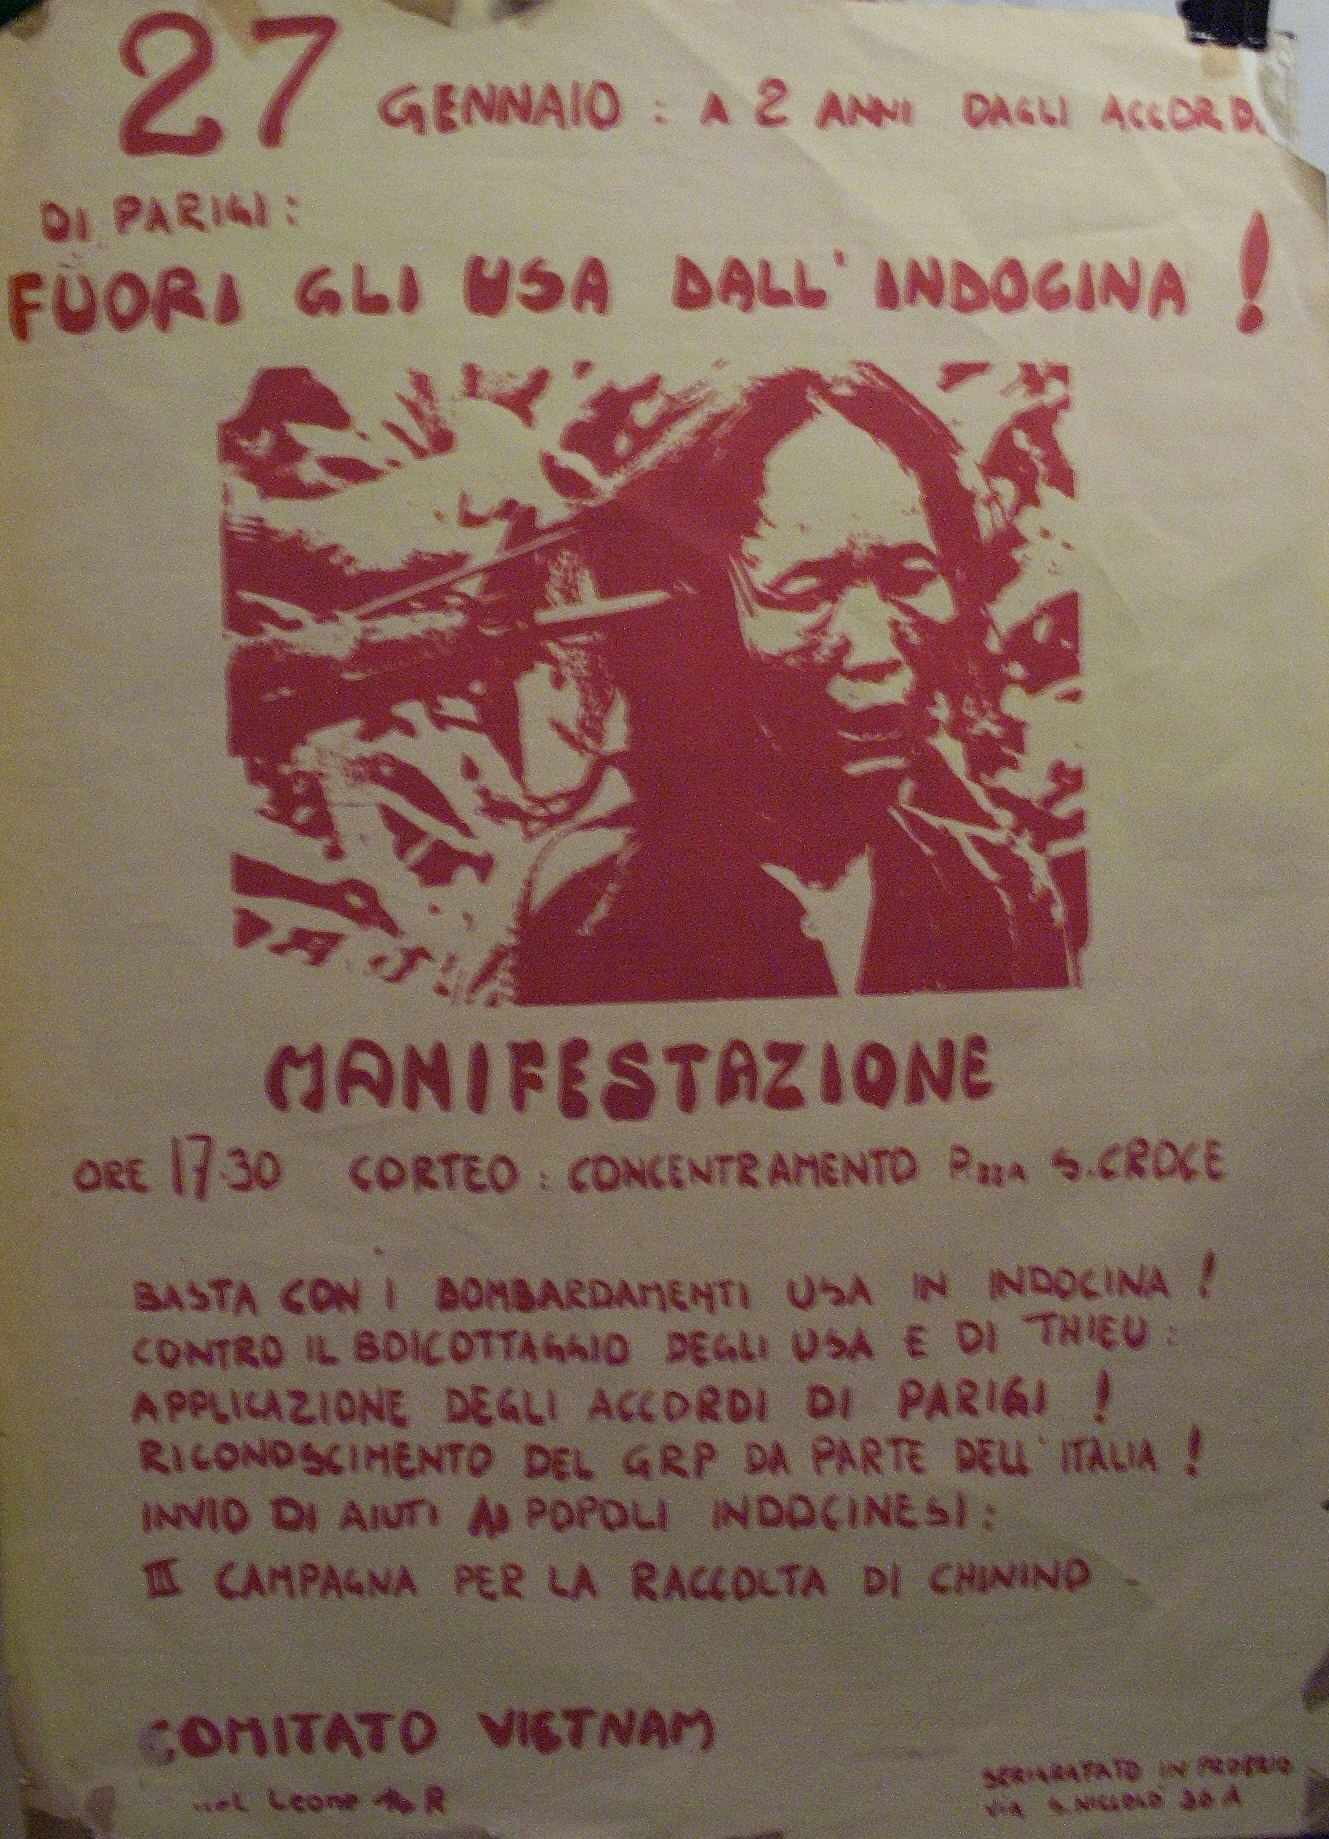 27 GENNAIO : A 2 ANNI DAGLI ACCORDI
DI PARIGI :
FUORI GLI USA DALL' INDOCINA !
MANIFESTAZIONE
ORE 17.30 CORTEO : CONCENTRAMENTO P.zza S. CROCE
BASTA CON I BOMBARDAMENTI USA IN INDOCINA !
CONTRO IL BOICOTTAGGIO DEGLI USA E DI THIEU :
APPLICAZIONE DEGLI ACCORDI DI PARIGI !
RICONOSCIMENTO DEL GRP DA PARTE DELL' ITALIA !
INVIO DI AIUTI AI POPOLI INDOCINESI :
III CAMPAGNA PER LA RACCOLTA DI CHININO
COMITATO VIETNAM
Leone R
IN PROPRIO
VIA S. NICCOLO'